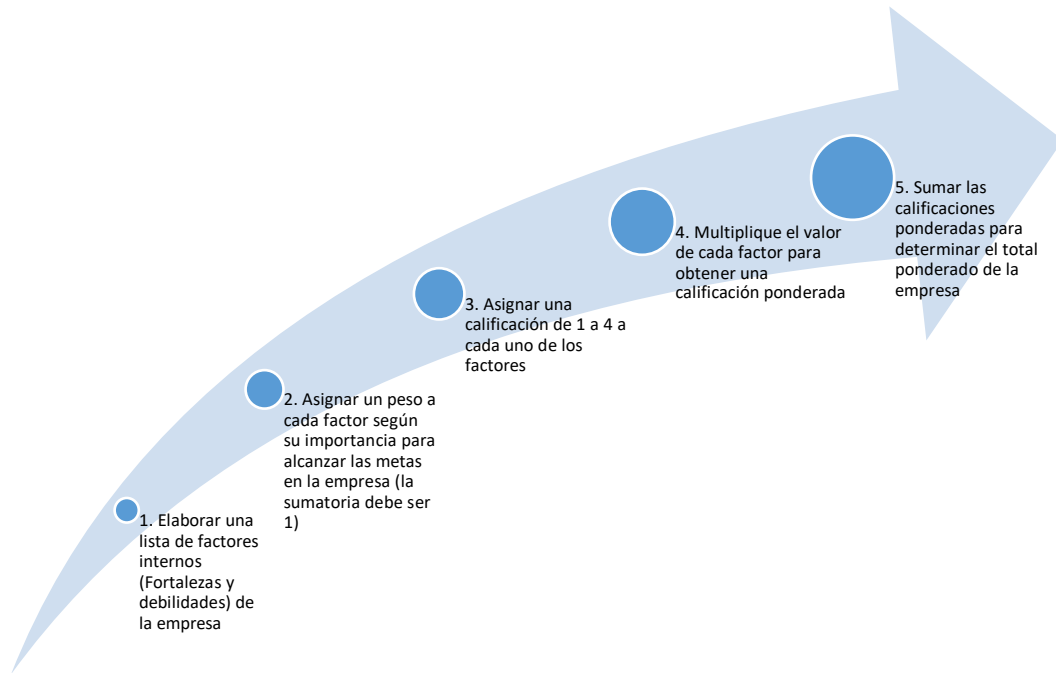 1. Elaborar una
lista de factores
internos
(Fortalezas y
debilidades) de
la empresa
2. Asignar un peso a
cada factor según
su importancia para
alcanzar las metas
en la empresa (la
sumatoria debe ser
1)
3. Asignar una
calificación de 1 a 4 a
cada uno de los
factores
4. Multiplique el valor
de cada factor para
obtener una
calificación ponderada
5. Sumar las
calificaciones
ponderadas para
determinar el total
ponderado de la
empresa